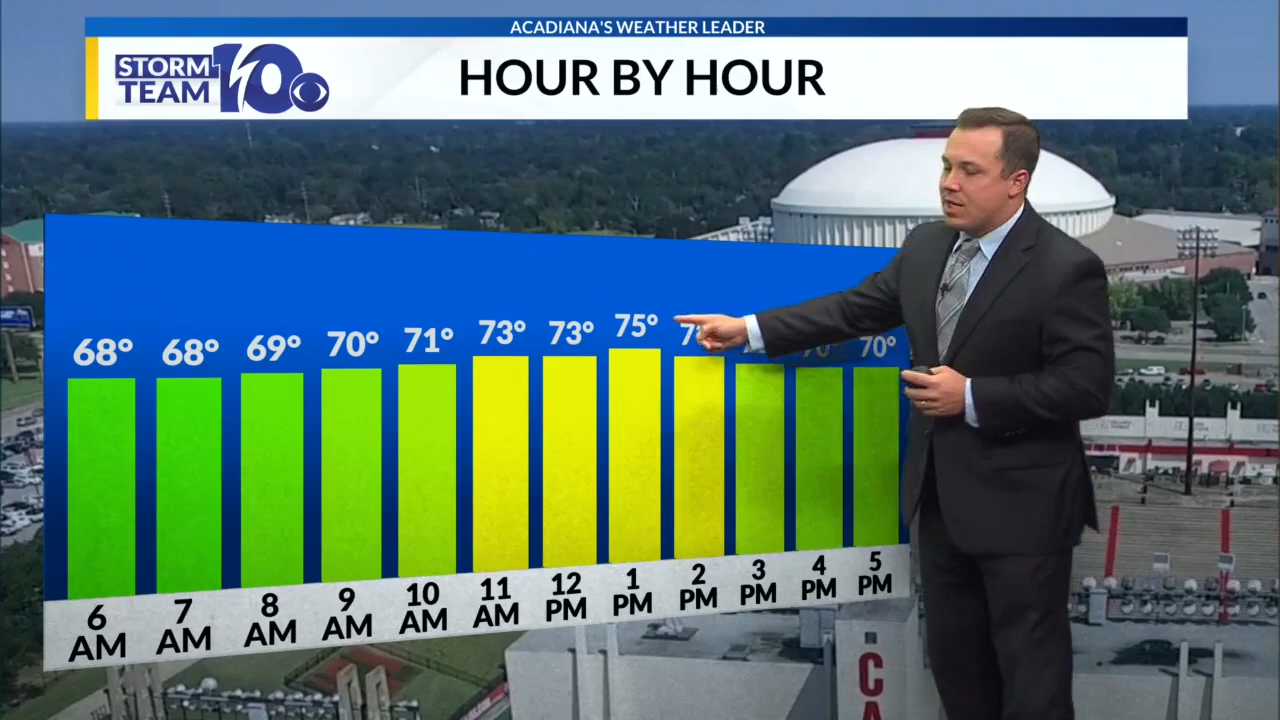 ACADIANA'S WEATHER LEADER
STORM TEAM 10
HOUR BY HOUR
68° 68° 69° 70° 71° 73° 73° 75° 70°
6 AM 7 AM 8 AM 9 AM 10 AM 11 AM 12 PM 1 PM 2 PM 3 PM 4 PM 5 PM
CA